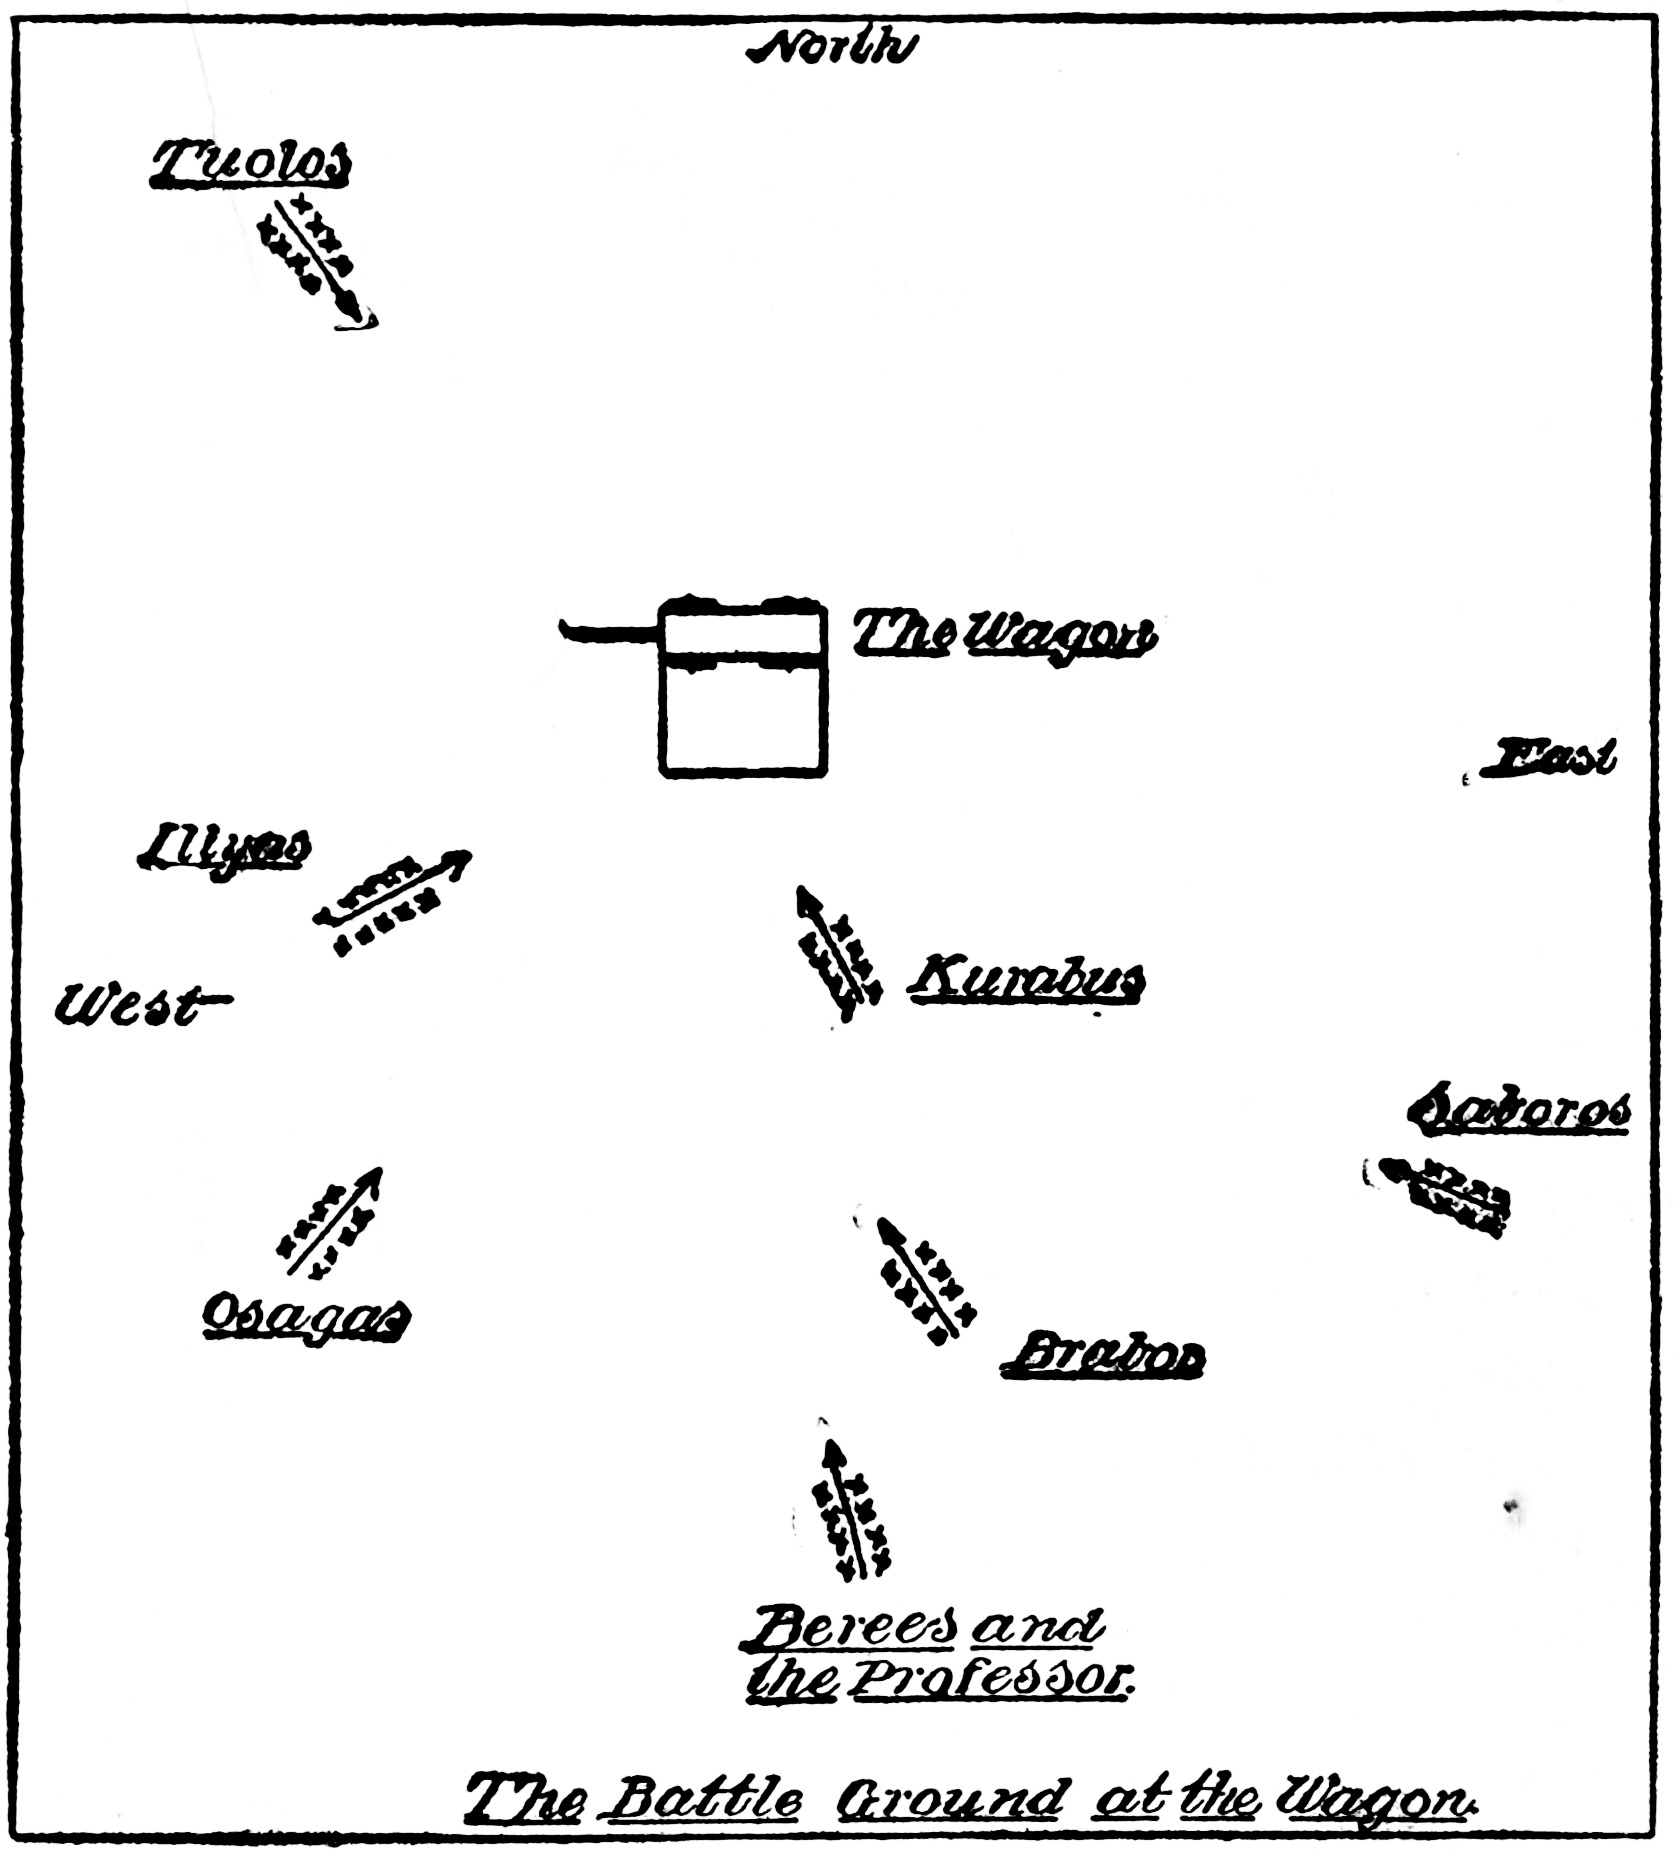 North
Tuolos
The Wagon
East
Illyas
West
Kurabus
Saboros
Osagas
Brabos
Berees and
the Professor.
The Battle Ground at the Wagon.